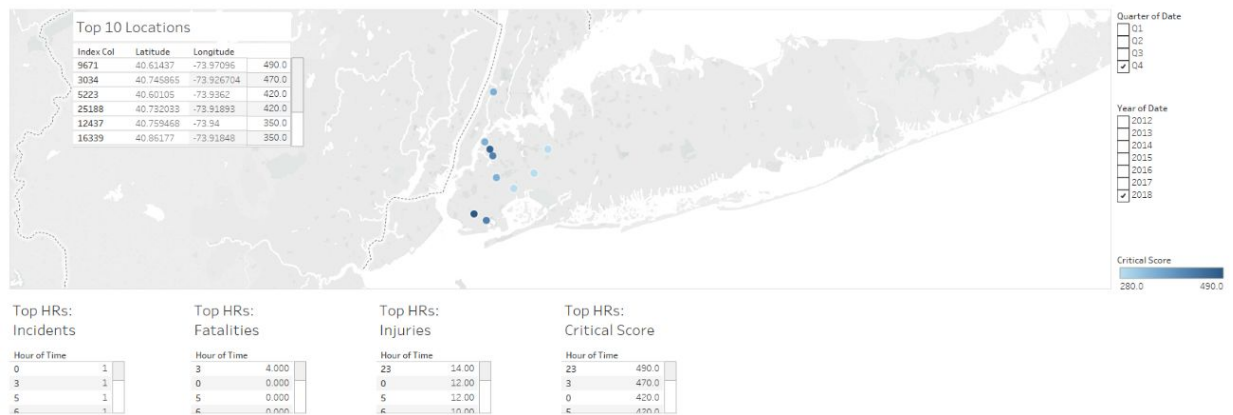 Top 10 Locations
Index Col Latitude Longitude
9671 40.61437 -73.97096 490.0
3034 40.745865 -73.926704 470.0
5223 40.60105 -73.9362 420.0
25188 40.732033 -73.91893 420.0
12437 40.759468 -73.94 350.0
16339 40.86177 -73.91848 350.0
Quarter of Date
Q1
Q2
Q3
Q4
Year of Date
2012
2013
2014
2015
2016
2017
2018
Critical Score
280.0 490.0
Top HRs:
Incidents
Hour of Time
0 1
3 1
5 1
6 1
Top HRs:
Fatalities
Hour of Time
3 4.000
0 0.000
5 0.000
6 0.000
Top HRs:
Injuries
Hour of Time
23 14.00
0 12.00
5 12.00
6 10.00
Top HRs:
Critical Score
Hour of Time
23 490.0
3 470.0
0 420.0
5 420.0